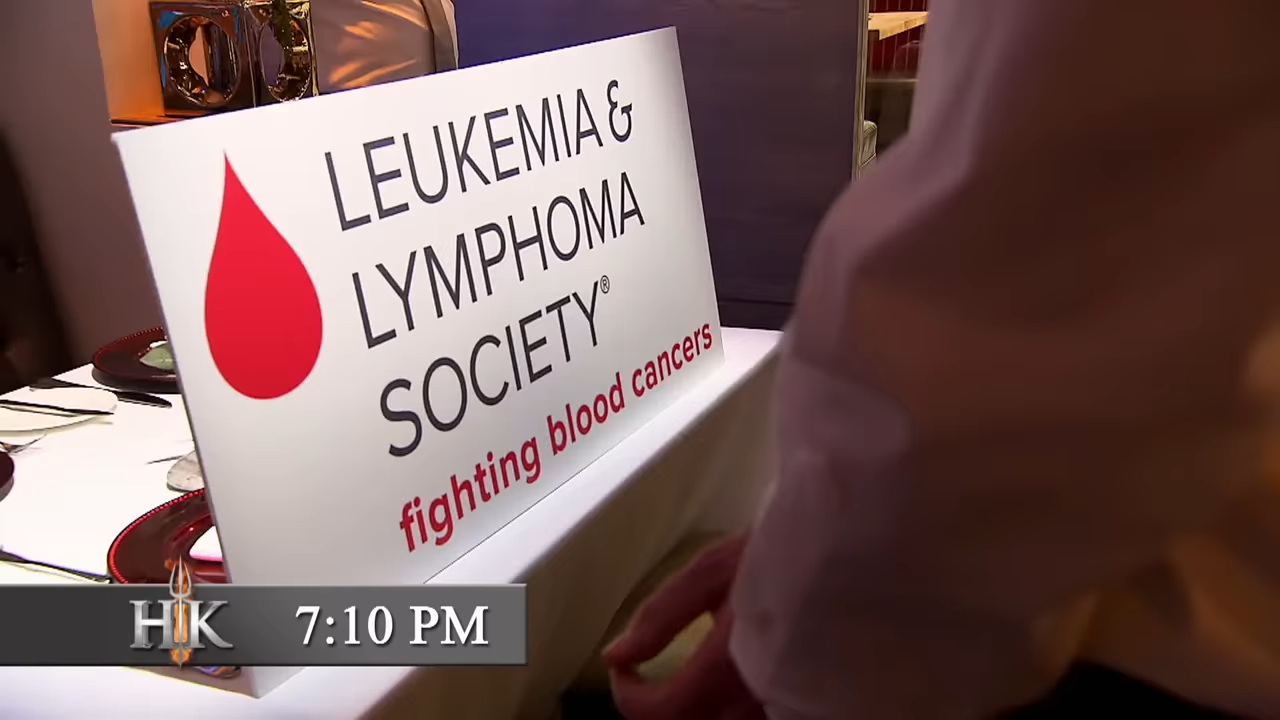 LEUKEMIA &
LYMPHOMA
SOCIETY®
fighting blood cancers
HK 7:10 PM